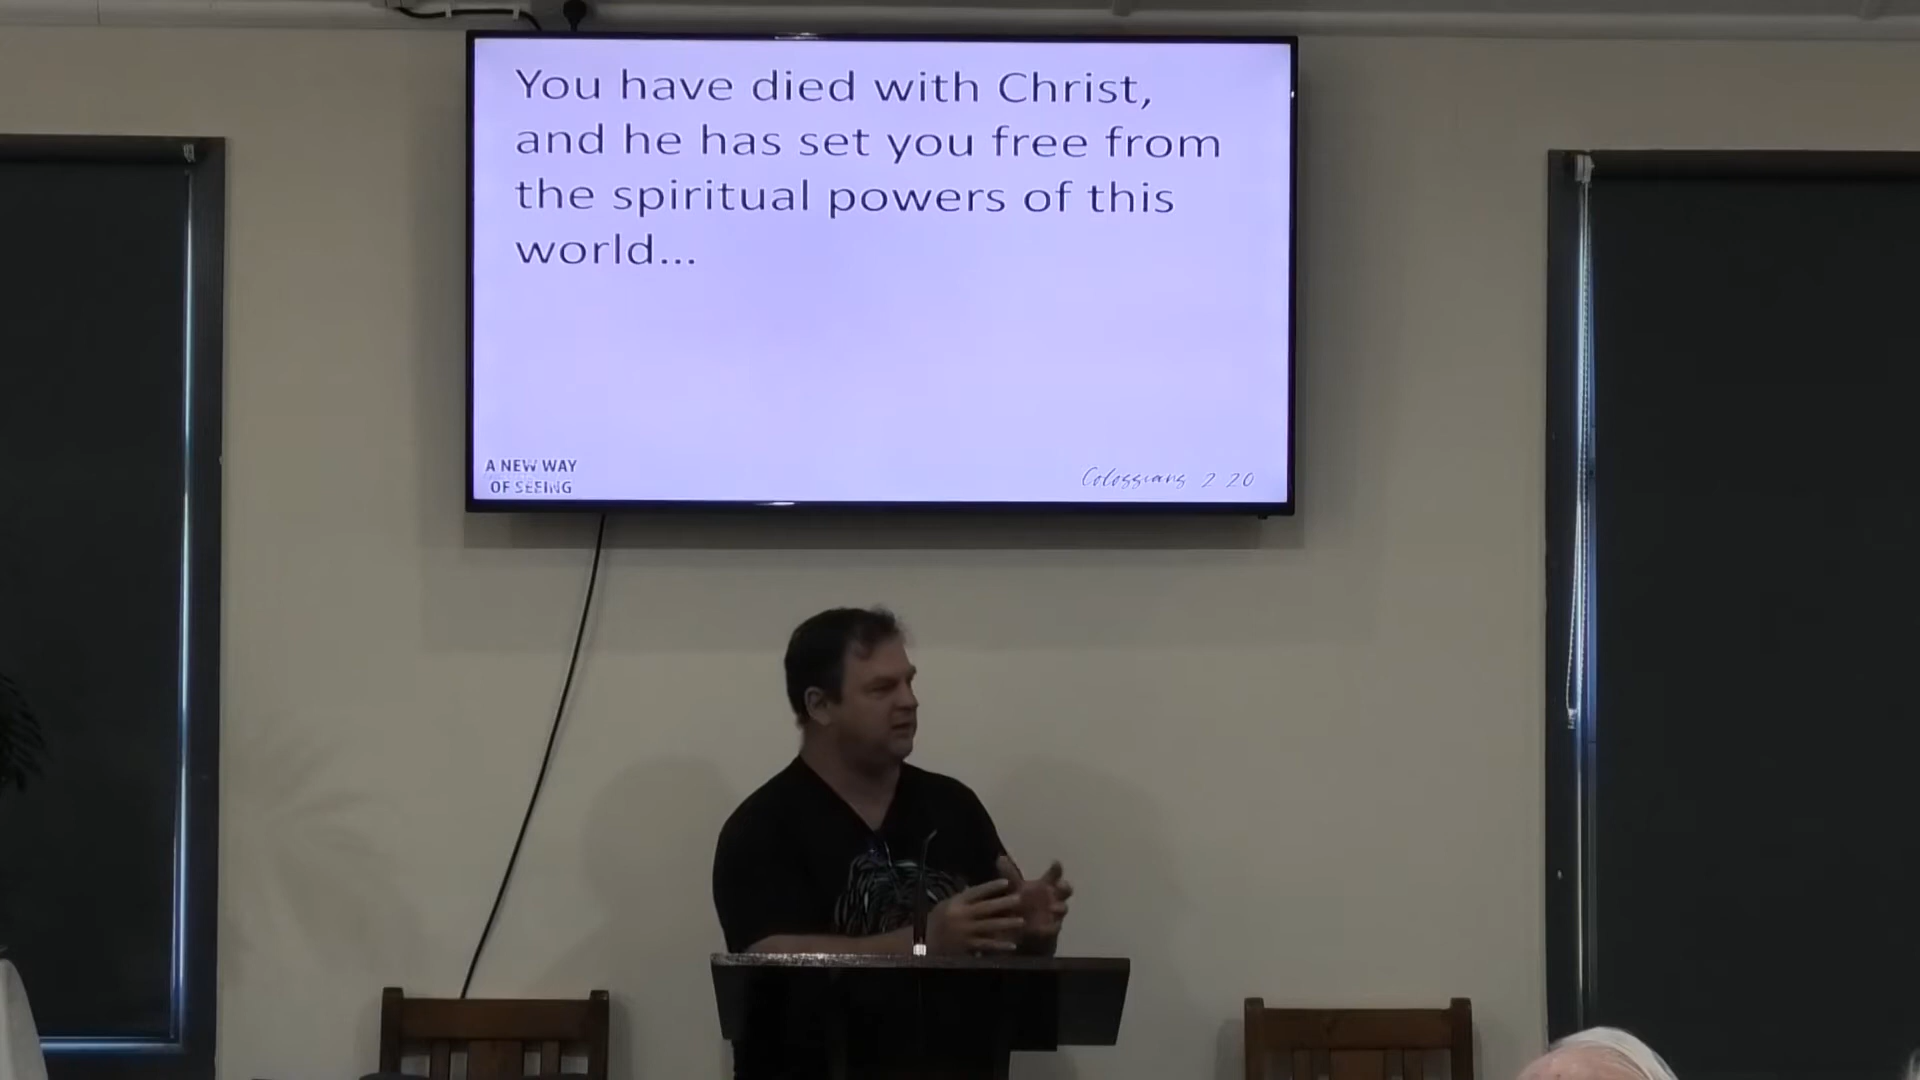 You have died with Christ,
and he has set you free from
the spiritual powers of this
world...
A NEW WAY
OF SEEING
Colossians 2 20